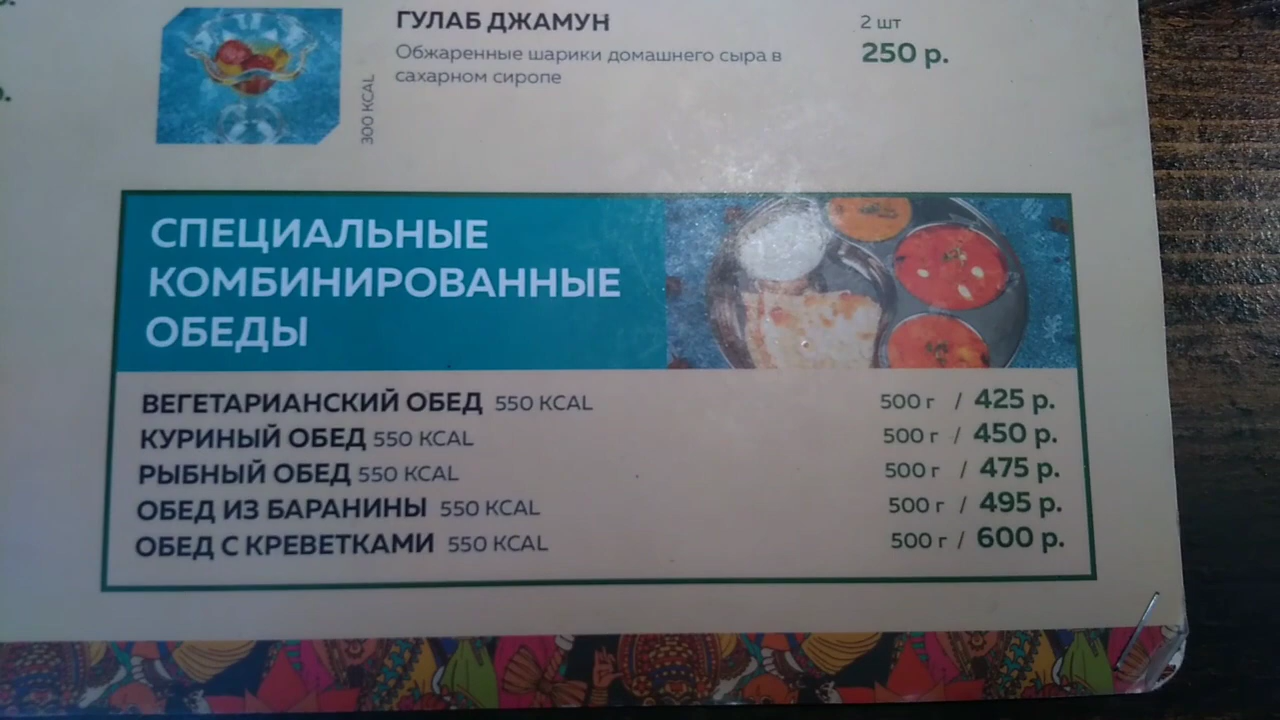 ГУЛАБ ДЖАМУН 2 шт
Обжаренные шарики домашнего сыра в 250 р.
сахарном сиропе
300 KCAL
СПЕЦИАЛЬНЫЕ
КОМБИНИРОВАННЫЕ
ОБЕДЫ
ВЕГЕТАРИАНСКИЙ ОБЕД 550 KCAL 500 г / 425 р.
КУРИНЫЙ ОБЕД 550 KCAL 500 г / 450 р.
РЫБНЫЙ ОБЕД 550 KCAL 500 г / 475 р.
ОБЕД ИЗ БАРАНИНЫ 550 KCAL 500 г / 495 р.
ОБЕД С КРЕВЕТКАМИ 550 KCAL 500 г / 600 р.